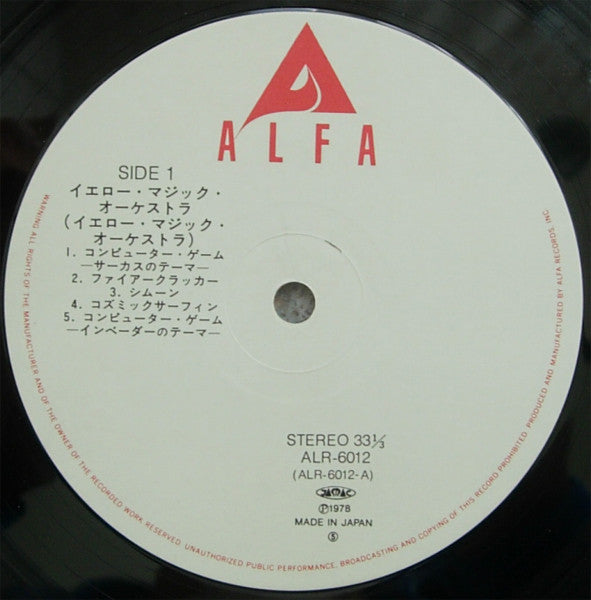 ALFA
SIDE 1
イエロー・マジック・
オーケストラ
(イエロー・マジック・
オーケストラ)
1. コンピューター・ゲーム
―サーカスのテーマ―
2. ファイアークラッカー
3. シムーン
4. コズミックサーフィン
5. コンピューター・ゲーム
―インベーダーのテーマ―
STEREO 33⅓
ALR-6012
(ALR-6012-A)
JASRAC
Ⓟ1978
MADE IN JAPAN
Ⓢ
WARNING: ALL RIGHTS OF THE MANUFACTURER AND OF THE OWNER OF THE RECORDED WORK RESERVED. UNAUTHORIZED PUBLIC PERFORMANCE, BROADCASTING AND COPYING OF THIS RECORD PROHIBITED. PRODUCED AND MANUFACTURED BY ALFA RECORDS, INC.